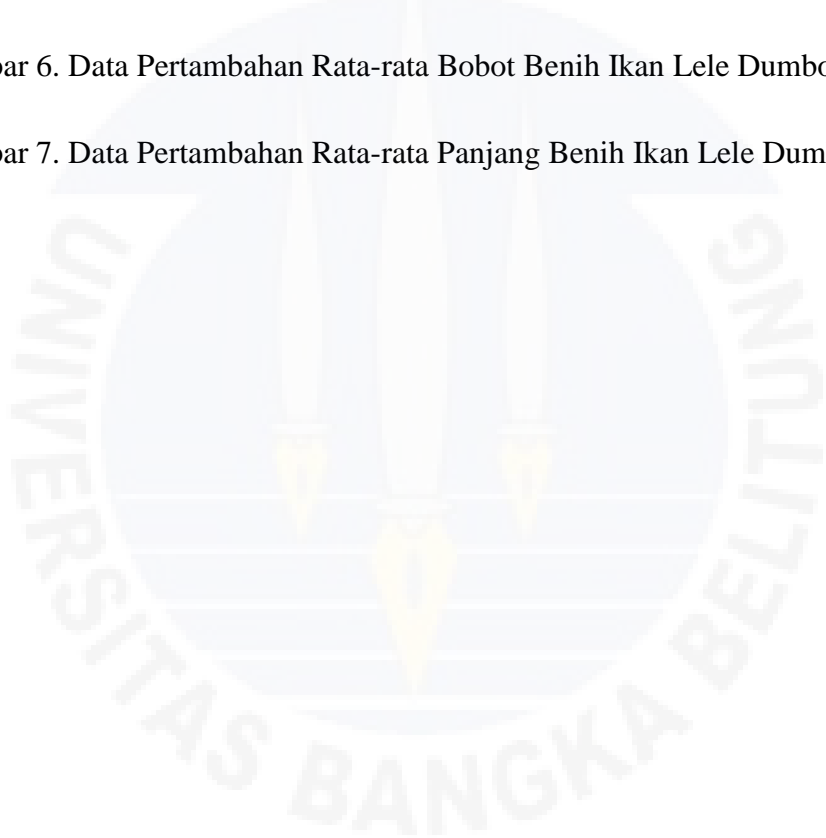 bar 6. Data Pertambahan Rata-rata Bobot Benih Ikan Lele Dumbo
bar 7. Data Pertambahan Rata-rata Panjang Benih Ikan Lele Dum
UNIVERSITAS BANGKA BELITUNG